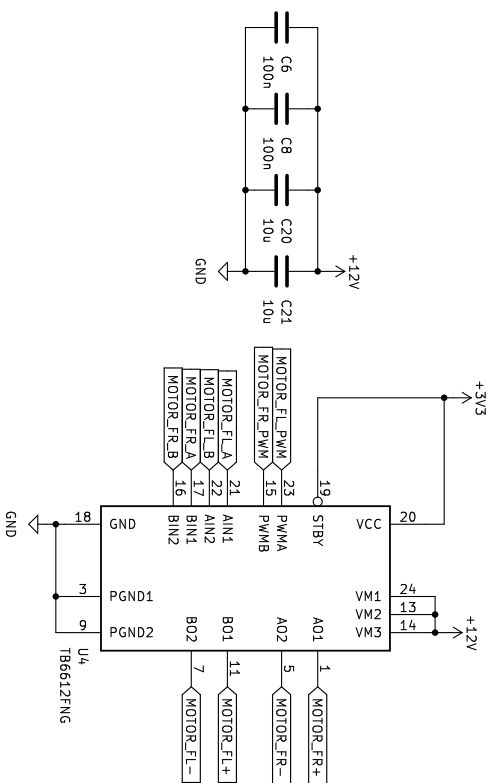 C6
100n
C8
100n
C20
10u
C21
10u
+12V
GND
+3V3
+12V
MOTOR_FL_PWM
MOTOR_FR_PWM
MOTOR_FL_A
MOTOR_FL_B
MOTOR_FR_A
MOTOR_FR_B
19
23
15
21
22
17
16
STBY
PWMA
PWMB
AIN1
AIN2
BIN1
BIN2
20
VCC
24
VM1
13
VM2
14
VM3
18
GND
3
PGND1
9
PGND2
GND
AO1
AO2
BO1
BO2
1
5
11
7
MOTOR_FR+
MOTOR_FR-
MOTOR_FL+
MOTOR_FL-
U4
TB6612FNG